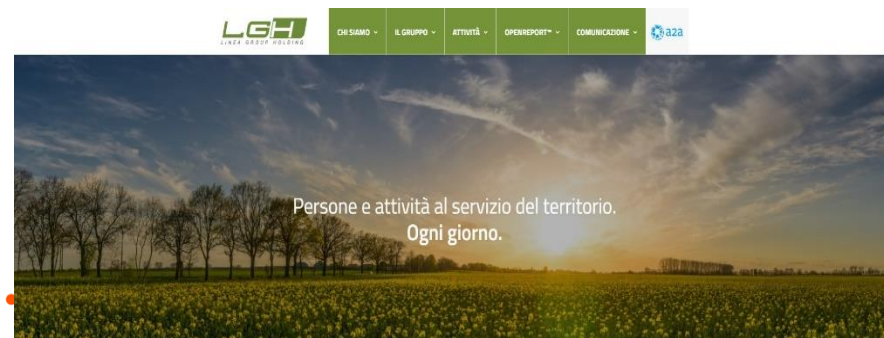 LGH
LINEA GROUP HOLDING
CHI SIAMO
IL GRUPPO
ATTIVITÀ
OPENREPORT™
COMUNICAZIONE
a2a
Persone e attività al servizio del territorio.
Ogni giorno.